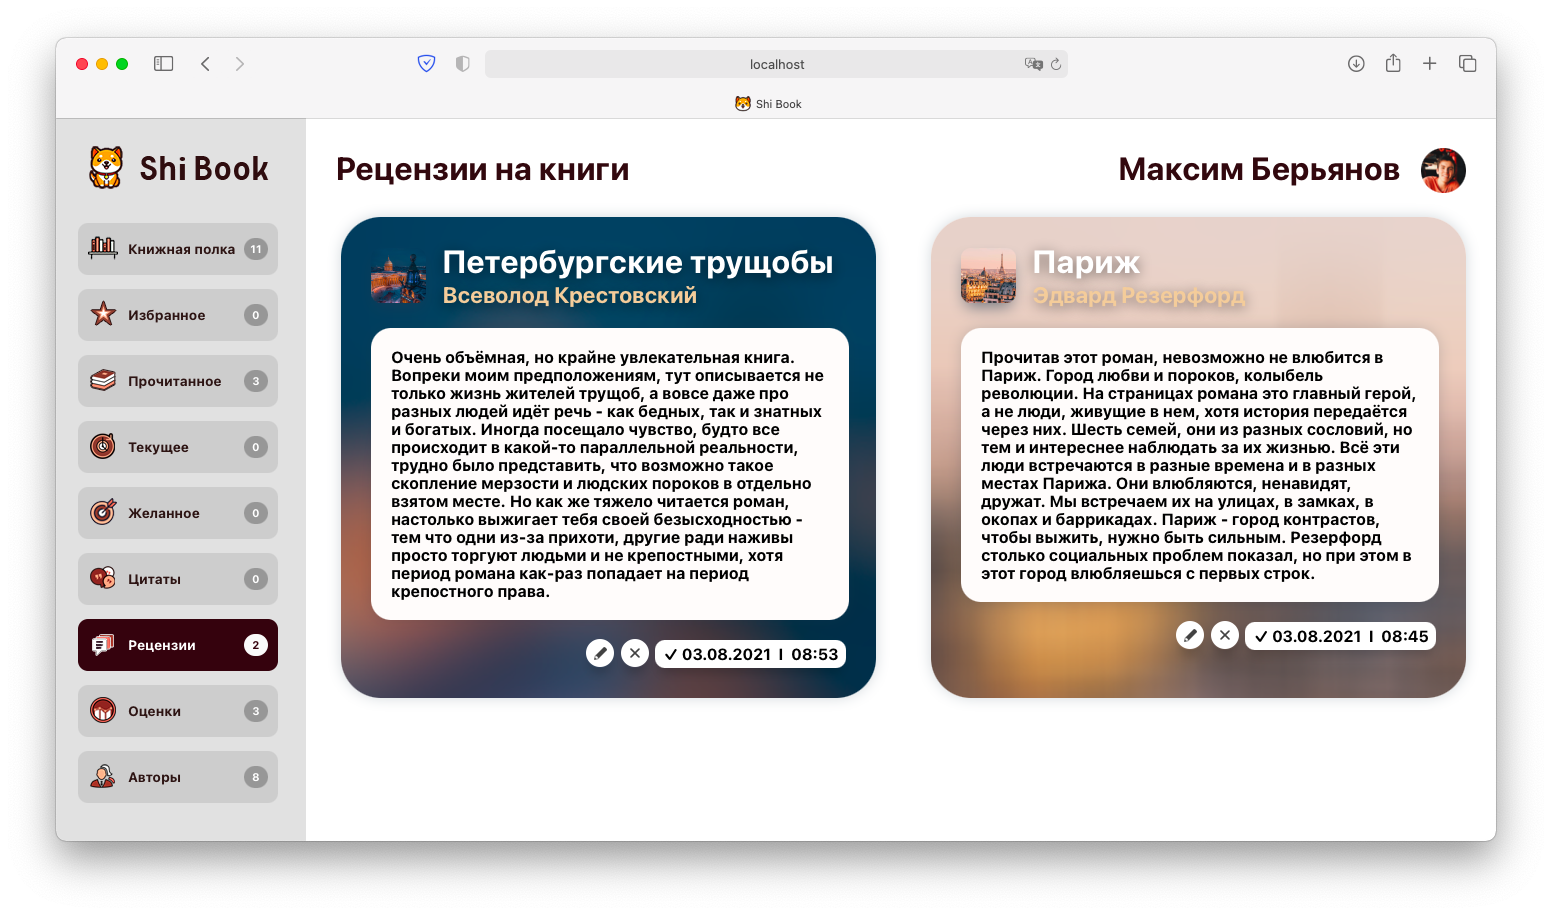 localhost
Shi Book
Shi Book
Рецензии на книги
Максим Берьянов
Книжная полка 11
Избранное 0
Прочитанное 3
Текущее 0
Желанное 0
Цитаты 0
Рецензии 2
Оценки 3
Авторы 8
Петербургские трущобы
Всеволод Крестовский
Очень объёмная, но крайне увлекательная книга.
Вопреки моим предположениям, тут описывается не
только жизнь жителей трущоб, а вовсе даже про
разных людей идёт речь - как бедных, так и знатных
и богатых. Иногда посещало чувство, будто все
происходит в какой-то параллельной реальности,
трудно было представить, что возможно такое
скопление мерзости и людских пороков в отдельно
взятом месте. Но как же тяжело читается роман,
настолько выжигает тебя своей безысходностью -
тем что одни из-за прихоти, другие ради наживы
просто торгуют людьми и не крепостными, хотя
период романа как-раз попадает на период
крепостного права.
03.08.2021 | 08:53
Париж
Эдвард Резерфорд
Прочитав этот роман, невозможно не влюбится в
Париж. Город любви и пороков, колыбель
революции. На страницах романа это главный герой,
а не люди, живущие в нем, хотя история передаётся
через них. Шесть семей, они из разных сословий, но
тем и интереснее наблюдать за их жизнью. Всё эти
люди встречаются в разные времена и в разных
местах Парижа. Они влюбляются, ненавидят,
дружат. Мы встречаем их на улицах, в замках, в
окопах и баррикадах. Париж - город контрастов,
чтобы выжить, нужно быть сильным. Резерфорд
столько социальных проблем показал, но при этом в
этот город влюбляешься с первых строк.
03.08.2021 | 08:45